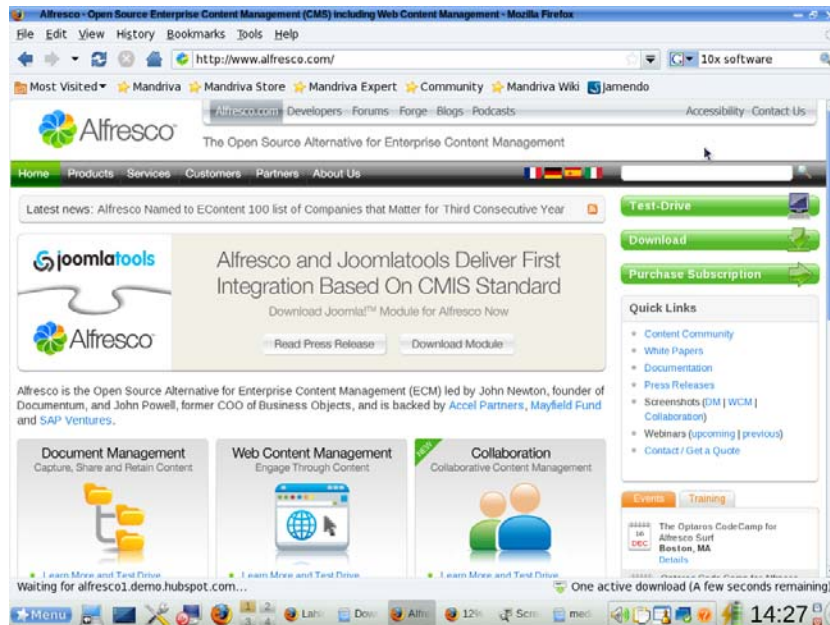 Alfresco - Open Source Enterprise Content Management (CMS) including Web Content Management - Mozilla Firefox
File Edit View History Bookmarks Tools Help
http://www.alfresco.com/
10x software
Most Visited Mandriva Mandriva Store Mandriva Expert Community Mandriva Wiki Jamendo
Alfresco.com Developers Forums Forge Blogs Podcasts
Accessibility Contact Us
Alfresco
The Open Source Alternative for Enterprise Content Management
Home Products Services Customers Partners About Us
Latest news: Alfresco Named to EContent 100 list of Companies that Matter for Third Consecutive Year
joomlatools
Alfresco
Alfresco and Joomlatools Deliver First
Integration Based On CMIS Standard
Download Joomla!™ Module for Alfresco Now
Read Press Release Download Module
Alfresco is the Open Source Alternative for Enterprise Content Management (ECM) led by John Newton, founder of
Documentum, and John Powell, former COO of Business Objects, and is backed by Accel Partners, Mayfield Fund
and SAP Ventures.
Document Management
Capture, Share and Retain Content
Learn More and Test Drive
Web Content Management
Engage Through Content
Learn More and Test Drive
NEW
Collaboration
Collaborative Content Management
Learn More and Test Drive
Test-Drive
Download
Purchase Subscription
Quick Links
Content Community
White Papers
Documentation
Press Releases
Screenshots (DM | WCM |
Collaboration)
Webinars (upcoming | previous)
Contact / Get a Quote
Events Training
16
DEC
The Optaros CodeCamp for
Alfresco Surf
Boston, MA
Details
Waiting for alfresco1.demo.hubspot.com...
One active download (A few seconds remaining)
Menu
1 2
3 4
14:27